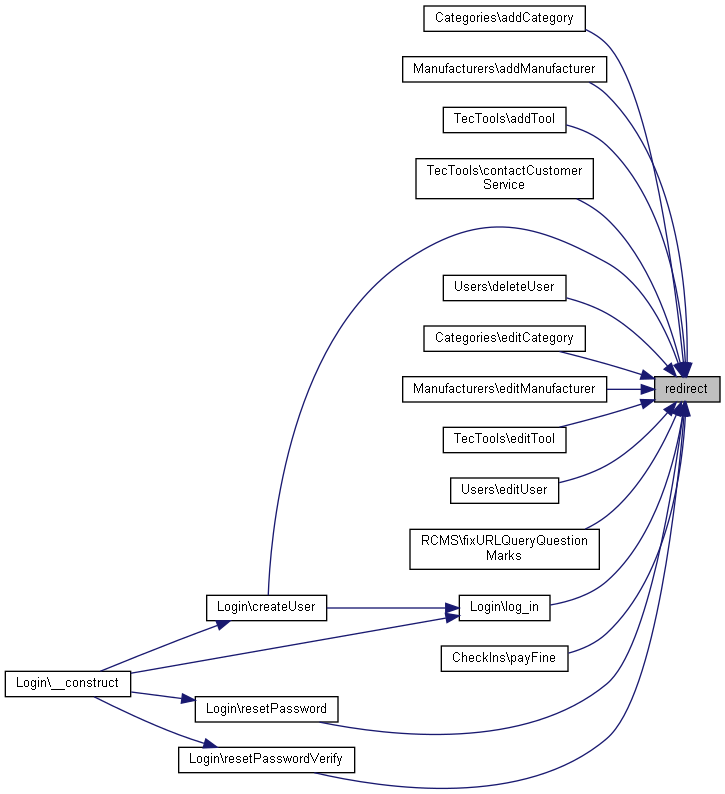 Categories\addCategory
Manufacturers\addManufacturer
TecTools\addTool
TecTools\contactCustomer
Service
Users\deleteUser
Categories\editCategory
Manufacturers\editManufacturer
redirect
TecTools\editTool
Users\editUser
RCMS\fixURLQueryQuestion
Marks
Login\createUser
Login\log_in
CheckIns\payFine
Login\__construct
Login\resetPassword
Login\resetPasswordVerify